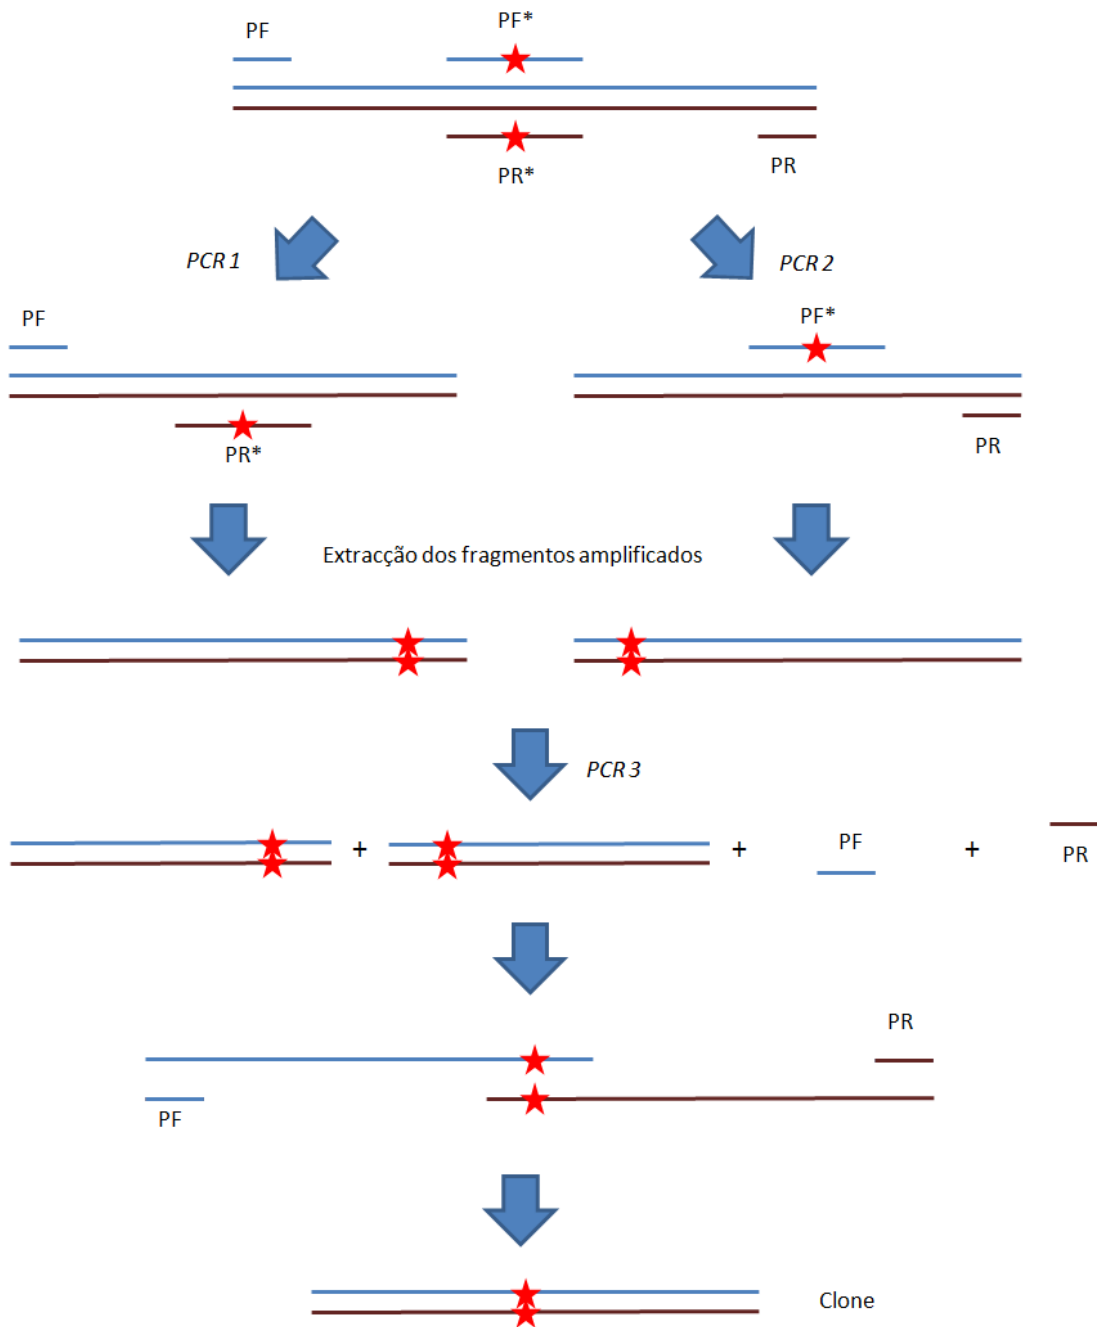 PF*
PF
PR*
PR
PCR 1
PCR 2
PF
PF*
PR*
PR
Extracção dos fragmentos amplificados
PCR 3
+
+
PF
+
PR
PR
PF
Clone